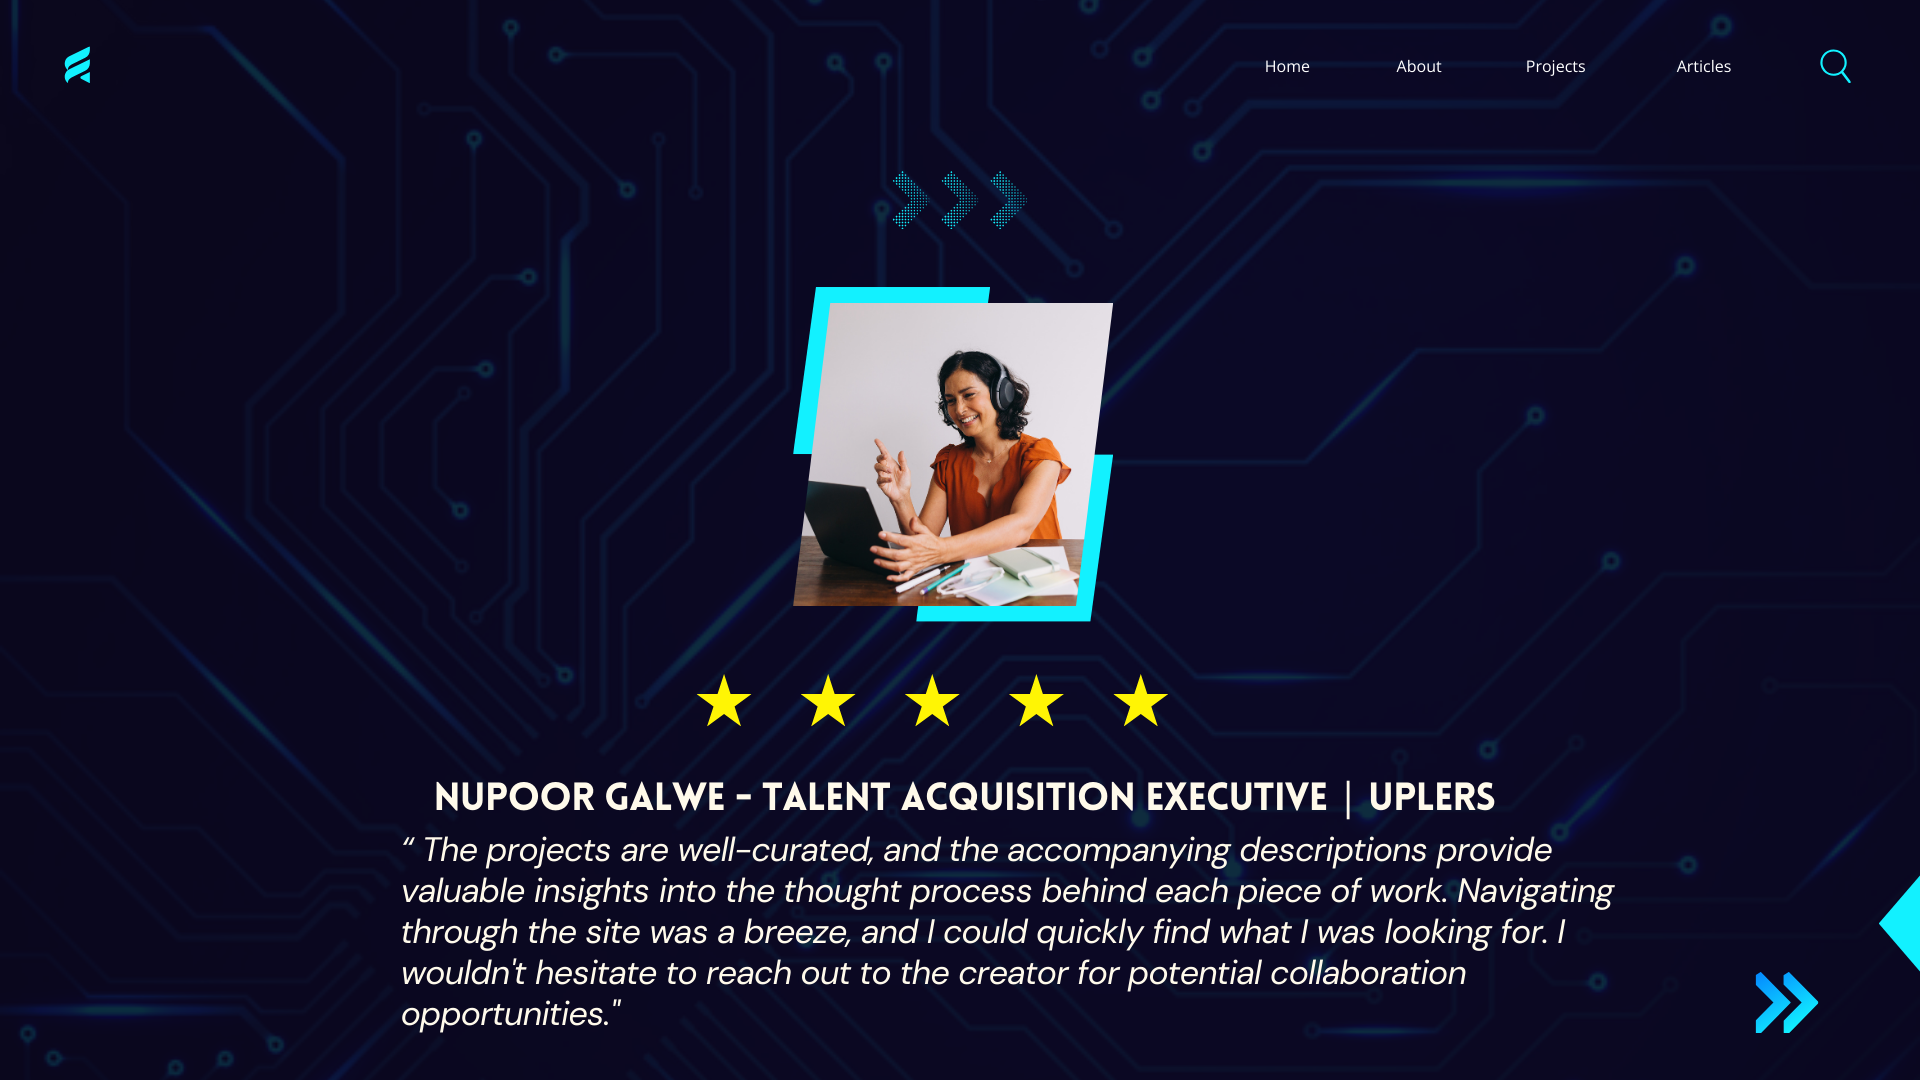 Home About Projects Articles
NUPOOR GALWE - TALENT ACQUISITION EXECUTIVE | UPLERS
“ The projects are well-curated, and the accompanying descriptions provide
valuable insights into the thought process behind each piece of work. Navigating
through the site was a breeze, and I could quickly find what I was looking for. I
wouldn't hesitate to reach out to the creator for potential collaboration
opportunities."